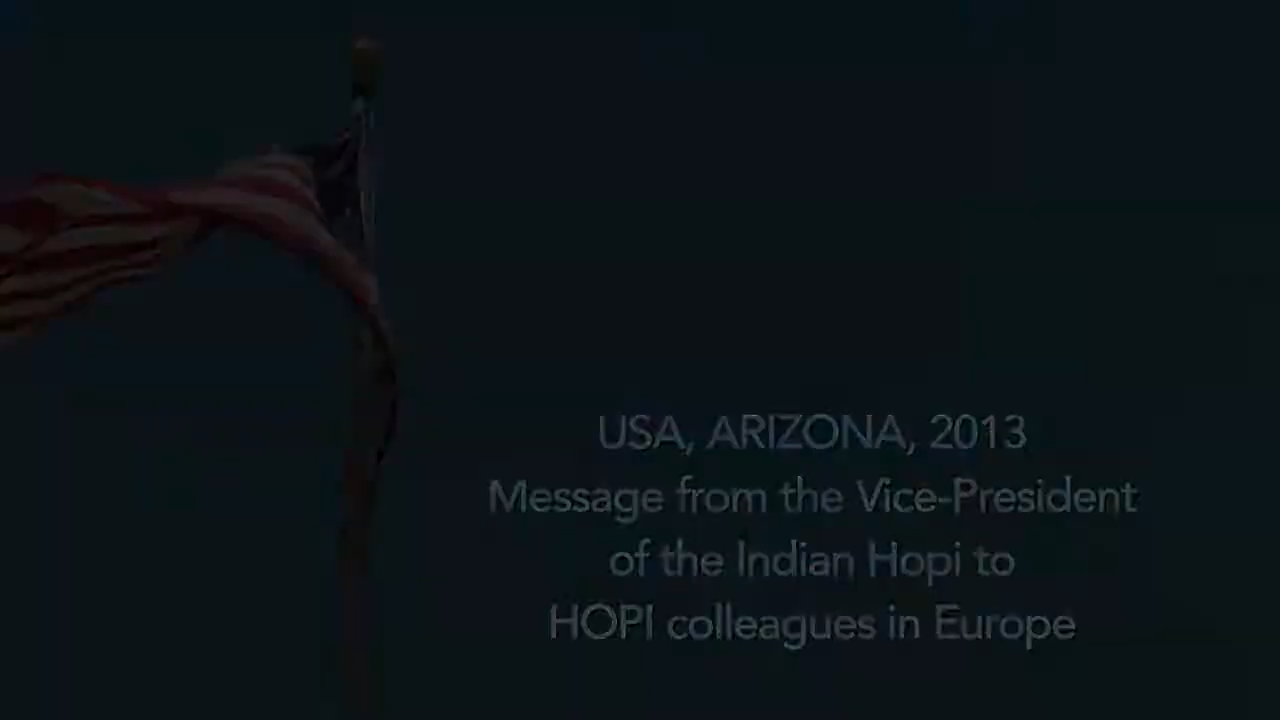 USA, ARIZONA, 2013
Message from the Vice-President
of the Indian Hopi to
HOPI colleagues in Europe